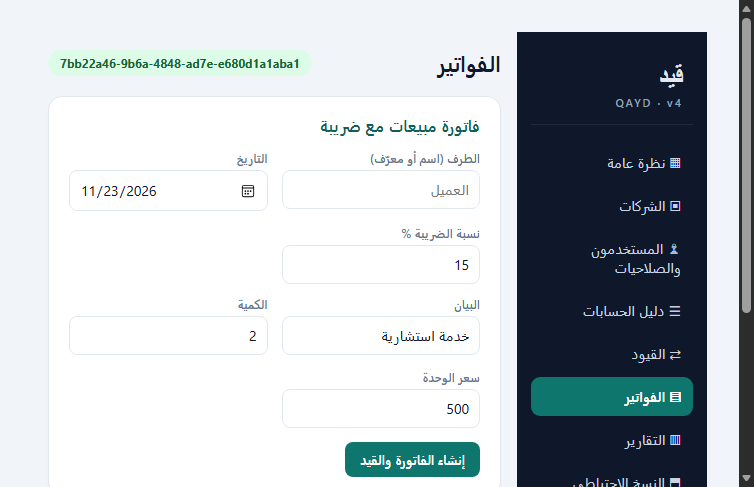 قيد
QAYD · v4
▦ نظرة عامة
▣ الشركات
♟ المستخدمون
والصلاحيات
☰ دليل الحسابات
⇄ القيود
▤ الفواتير
▥ التقارير
⬒ النسخ الاحتياطي
الفواتير
7bb22a46-9b6a-4848-ad7e-e680d1a1aba1
فاتورة مبيعات مع ضريبة
الطرف (اسم أو معرّف)
العميل
التاريخ
11/23/2026
نسبة الضريبة %
15
البيان
خدمة استشارية
الكمية
2
سعر الوحدة
500
إنشاء الفاتورة والقيد